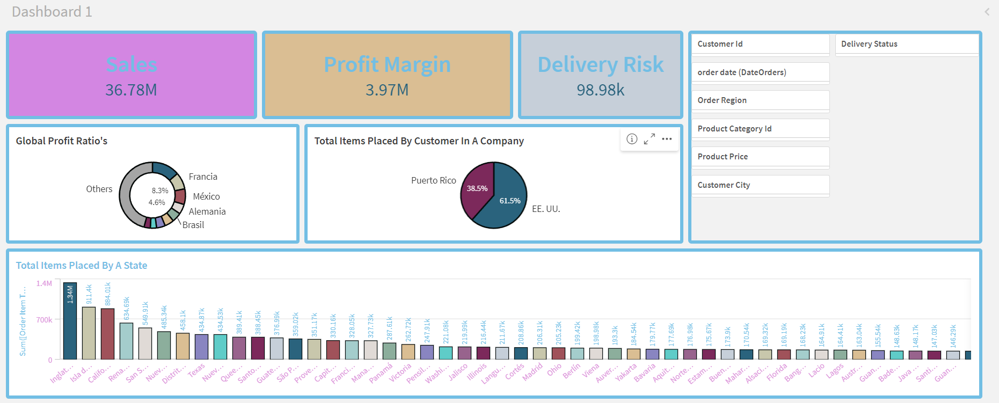 Dashboard 1
Sales
36.78M
Profit Margin
3.97M
Delivery Risk
98.98k
Customer Id
Delivery Status
order date (DateOrders)
Order Region
Product Category Id
Product Price
Customer City
Global Profit Ratio's
Others
8.3%
4.6%
Francia
México
Alemania
Brasil
Total Items Placed By Customer In A Company
Puerto Rico
38.5%
61.5%
EE. UU.
Total Items Placed By A State
Sum([Order Item T...
1.4M
700k
0
1.34M
911.4k
884.01k
634.69k
549.91k
485.34k
458.1k
434.87k
434.53k
389.41k
388.45k
376.99k
359.02k
351.17k
330.16k
328.05k
327.73k
287.61k
262.72k
247.91k
221.08k
219.99k
216.44k
211.67k
208.86k
206.31k
205.23k
199.42k
198.98k
193.3k
184.54k
179.77k
177.69k
176.98k
175.67k
173.9k
170.54k
169.32k
169.19k
168.23k
164.91k
164.41k
163.04k
155.54k
148.63k
148.17k
147.03k
146.29k
Inglat...
Isla d...
Califo...
Rena...
San S...
Nuev...
Distrit...
Texas
Nuev...
Quee...
Santo...
Guate...
São P...
Prove...
Capit...
Franci...
Mana...
Panamá
Victoria
Pensil...
Washi...
Jalisco
Illinois
Langu...
Cortés
Madrid
Ohio
Berlín
Viena
Auver...
Yakarta
Bavaria
Aquit...
Norte...
Estam...
Buen...
Mahar...
Alsaci...
Florida
Bang...
Lacio
Lagos
Austr...
Guan...
Bade...
Java ...
Santi...
Guan...